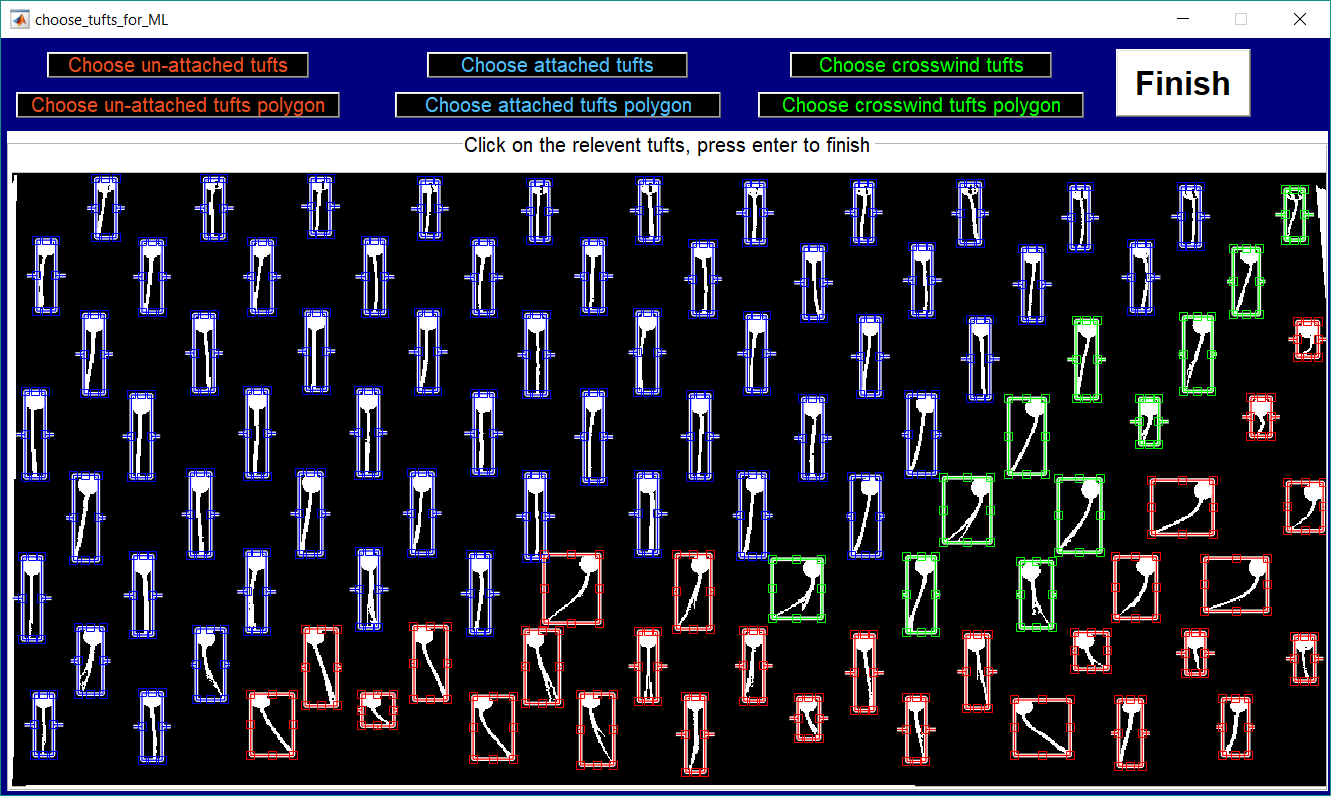 choose_tufts_for_ML
Choose un-attached tufts
Choose attached tufts
Choose crosswind tufts
Finish
Choose un-attached tufts polygon
Choose attached tufts polygon
Choose crosswind tufts polygon
Click on the relevent tufts, press enter to finish